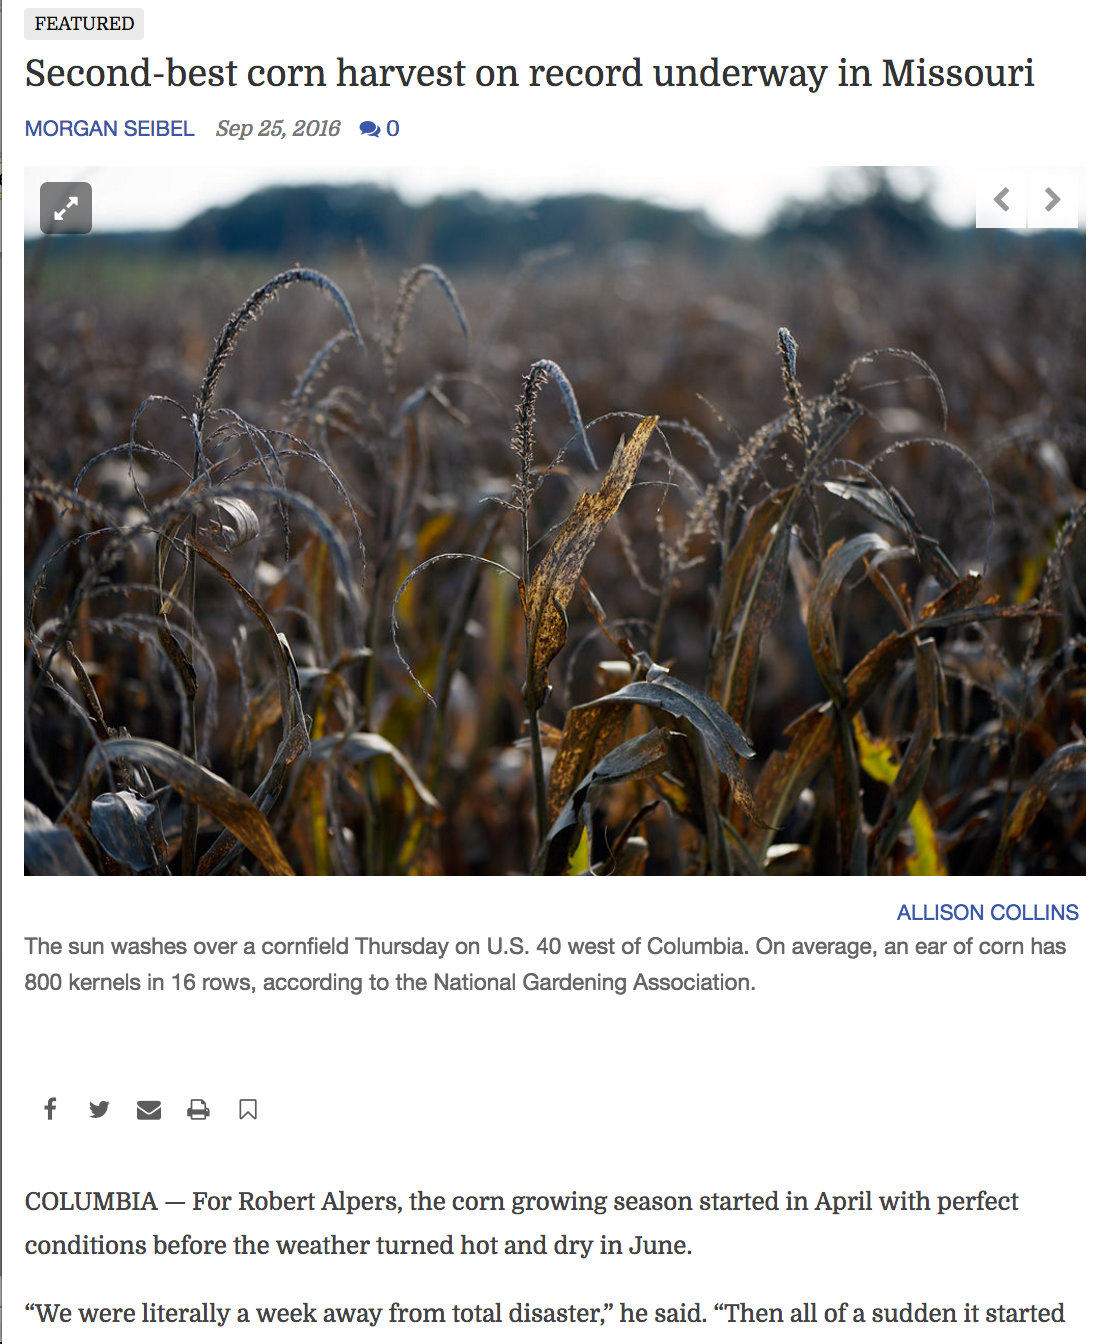 FEATURED
Second-best corn harvest on record underway in Missouri
MORGAN SEIBEL Sep 25, 2016 0
ALLISON COLLINS
The sun washes over a cornfield Thursday on U.S. 40 west of Columbia. On average, an ear of corn has
800 kernels in 16 rows, according to the National Gardening Association.
COLUMBIA — For Robert Alpers, the corn growing season started in April with perfect
conditions before the weather turned hot and dry in June.
“We were literally a week away from total disaster,” he said. “Then all of a sudden it started